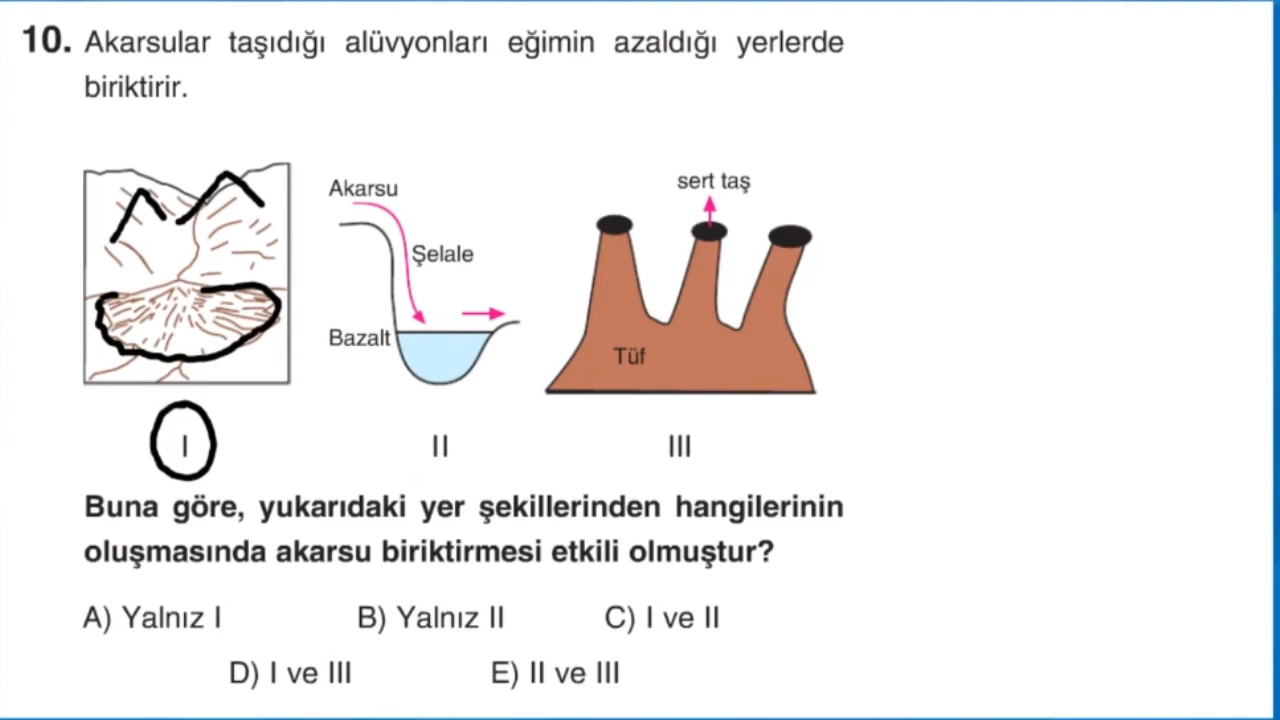 10. Akarsular taşıdığı alüvyonları eğimin azaldığı yerlerde
biriktirir.
Akarsu
Şelale
Bazalt
sert taş
Tüf
I
II
III
Buna göre, yukarıdaki yer şekillerinden hangilerinin
oluşmasında akarsu biriktirmesi etkili olmuştur?
A) Yalnız I B) Yalnız II C) I ve II
D) I ve III E) II ve III